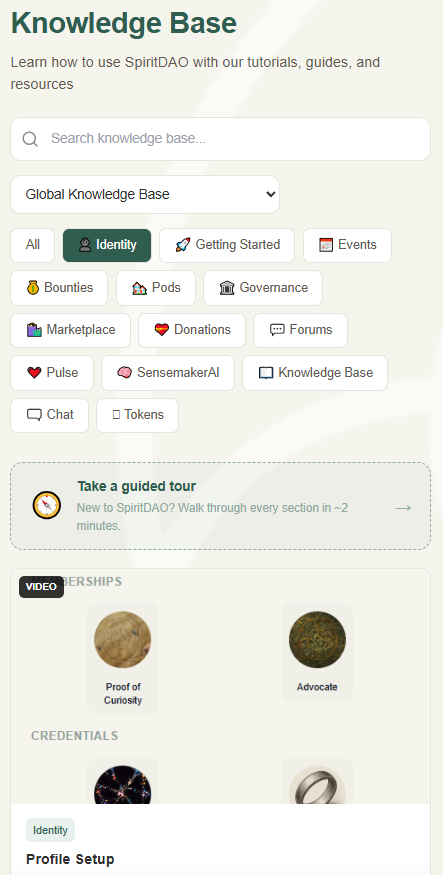 Knowledge Base
Learn how to use SpiritDAO with our tutorials, guides, and
resources
Search knowledge base...
Global Knowledge Base
All
Identity
Getting Started
Events
Bounties
Pods
Governance
Marketplace
Donations
Forums
Pulse
SensemakerAI
Knowledge Base
Chat
Tokens
Take a guided tour
New to SpiritDAO? Walk through every section in ~2
minutes.
→
VIDEO
BERSHIPS
Proof of
Curiosity
Advocate
CREDENTIALS
Identity
Profile Setup